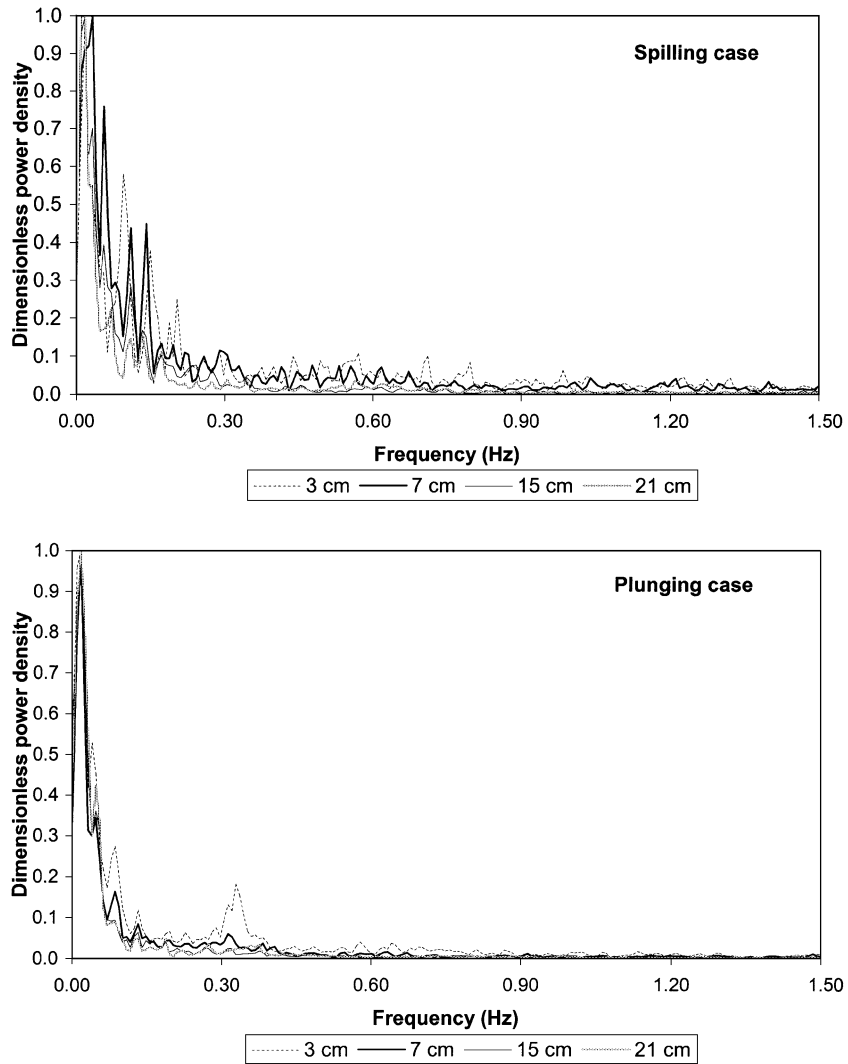 Spilling case
Dimensionless power density
1.0
0.9
0.8
0.7
0.6
0.5
0.4
0.3
0.2
0.1
0.0
0.00 0.30 0.60 0.90 1.20 1.50
Frequency (Hz)
3 cm 7 cm 15 cm 21 cm
Plunging case
Dimensionless power density
1.0
0.9
0.8
0.7
0.6
0.5
0.4
0.3
0.2
0.1
0.0
0.00 0.30 0.60 0.90 1.20 1.50
Frequency (Hz)
3 cm 7 cm 15 cm 21 cm